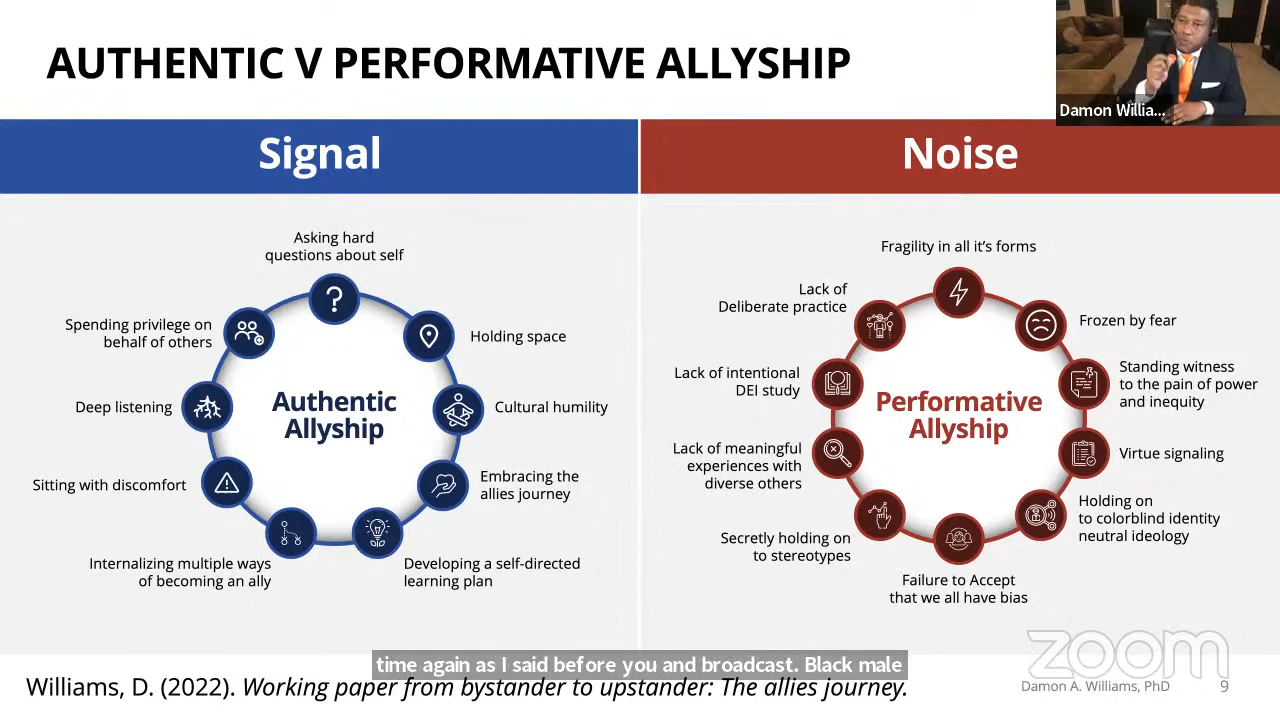 AUTHENTIC V PERFORMATIVE ALLYSHIP
Damon Willia...
Signal
Noise
Asking hard
questions about self
Holding space
Cultural humility
Embracing the
allies journey
Developing a self-directed
learning plan
Internalizing multiple ways
of becoming an ally
Sitting with discomfort
Deep listening
Spending privilege on
behalf of others
Authentic
Allyship
Fragility in all it's forms
Frozen by fear
Standing witness
to the pain of power
and inequity
Virtue signaling
Holding on
to colorblind identity
neutral ideology
Failure to Accept
that we all have bias
Secretly holding on
to stereotypes
Lack of meaningful
experiences with
diverse others
Lack of intentional
DEI study
Lack of
Deliberate practice
Performative
Allyship
time again as I said before you and broadcast. Black male
Williams, D. (2022). Working paper from bystander to upstander: The allies journey.
zoom
Damon A. Williams, PhD
9